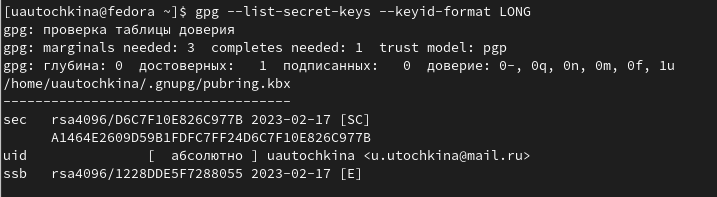 [uautochkina@fedora ~]$ gpg --list-secret-keys --keyid-format LONG
gpg: проверка таблицы доверия
gpg: marginals needed: 3  completes needed: 1  trust model: pgp
gpg: глубина: 0  достоверных:   1  подписанных:   0  доверие: 0-, 0q, 0n, 0m, 0f, 1u
/home/uautochkina/.gnupg/pubring.kbx
------------------------------------
sec   rsa4096/D6C7F10E826C977B 2023-02-17 [SC]
      A1464E2609D59B1FDFC7FF24D6C7F10E826C977B
uid              [  абсолютно ] uautochkina <u.utochkina@mail.ru>
ssb   rsa4096/1228DDE5F7288055 2023-02-17 [E]